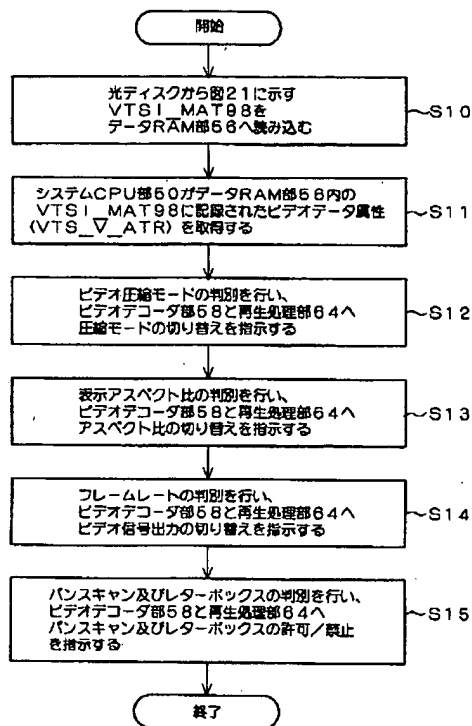 開始
光ディスクから図21に示す
VTSI_MAT98を
データRAM部56へ読み込む
~S10
システムCPU部50がデータRAM部56内の
VTSI_MAT98に記録されたビデオデータ属性
(VTS_∇_ATR)を取得する
~S11
ビデオ圧縮モードの判別を行い、
ビデオデコーダ部58と再生処理部64へ
圧縮モードの切り替えを指示する
~S12
表示アスペクト比の判別を行い、
ビデオデコーダ部58と再生処理部64へ
アスペクト比の切り替えを指示する
~S13
フレームレートの判別を行い、
ビデオデコーダ部58と再生処理部64へ
ビデオ信号出力の切り替えを指示する
~S14
パンスキャン及びレターボックスの判別を行い、
ビデオデコーダ部58と再生処理部64へ
パンスキャン及びレターボックスの許可/禁止
を指示する
~S15
終了